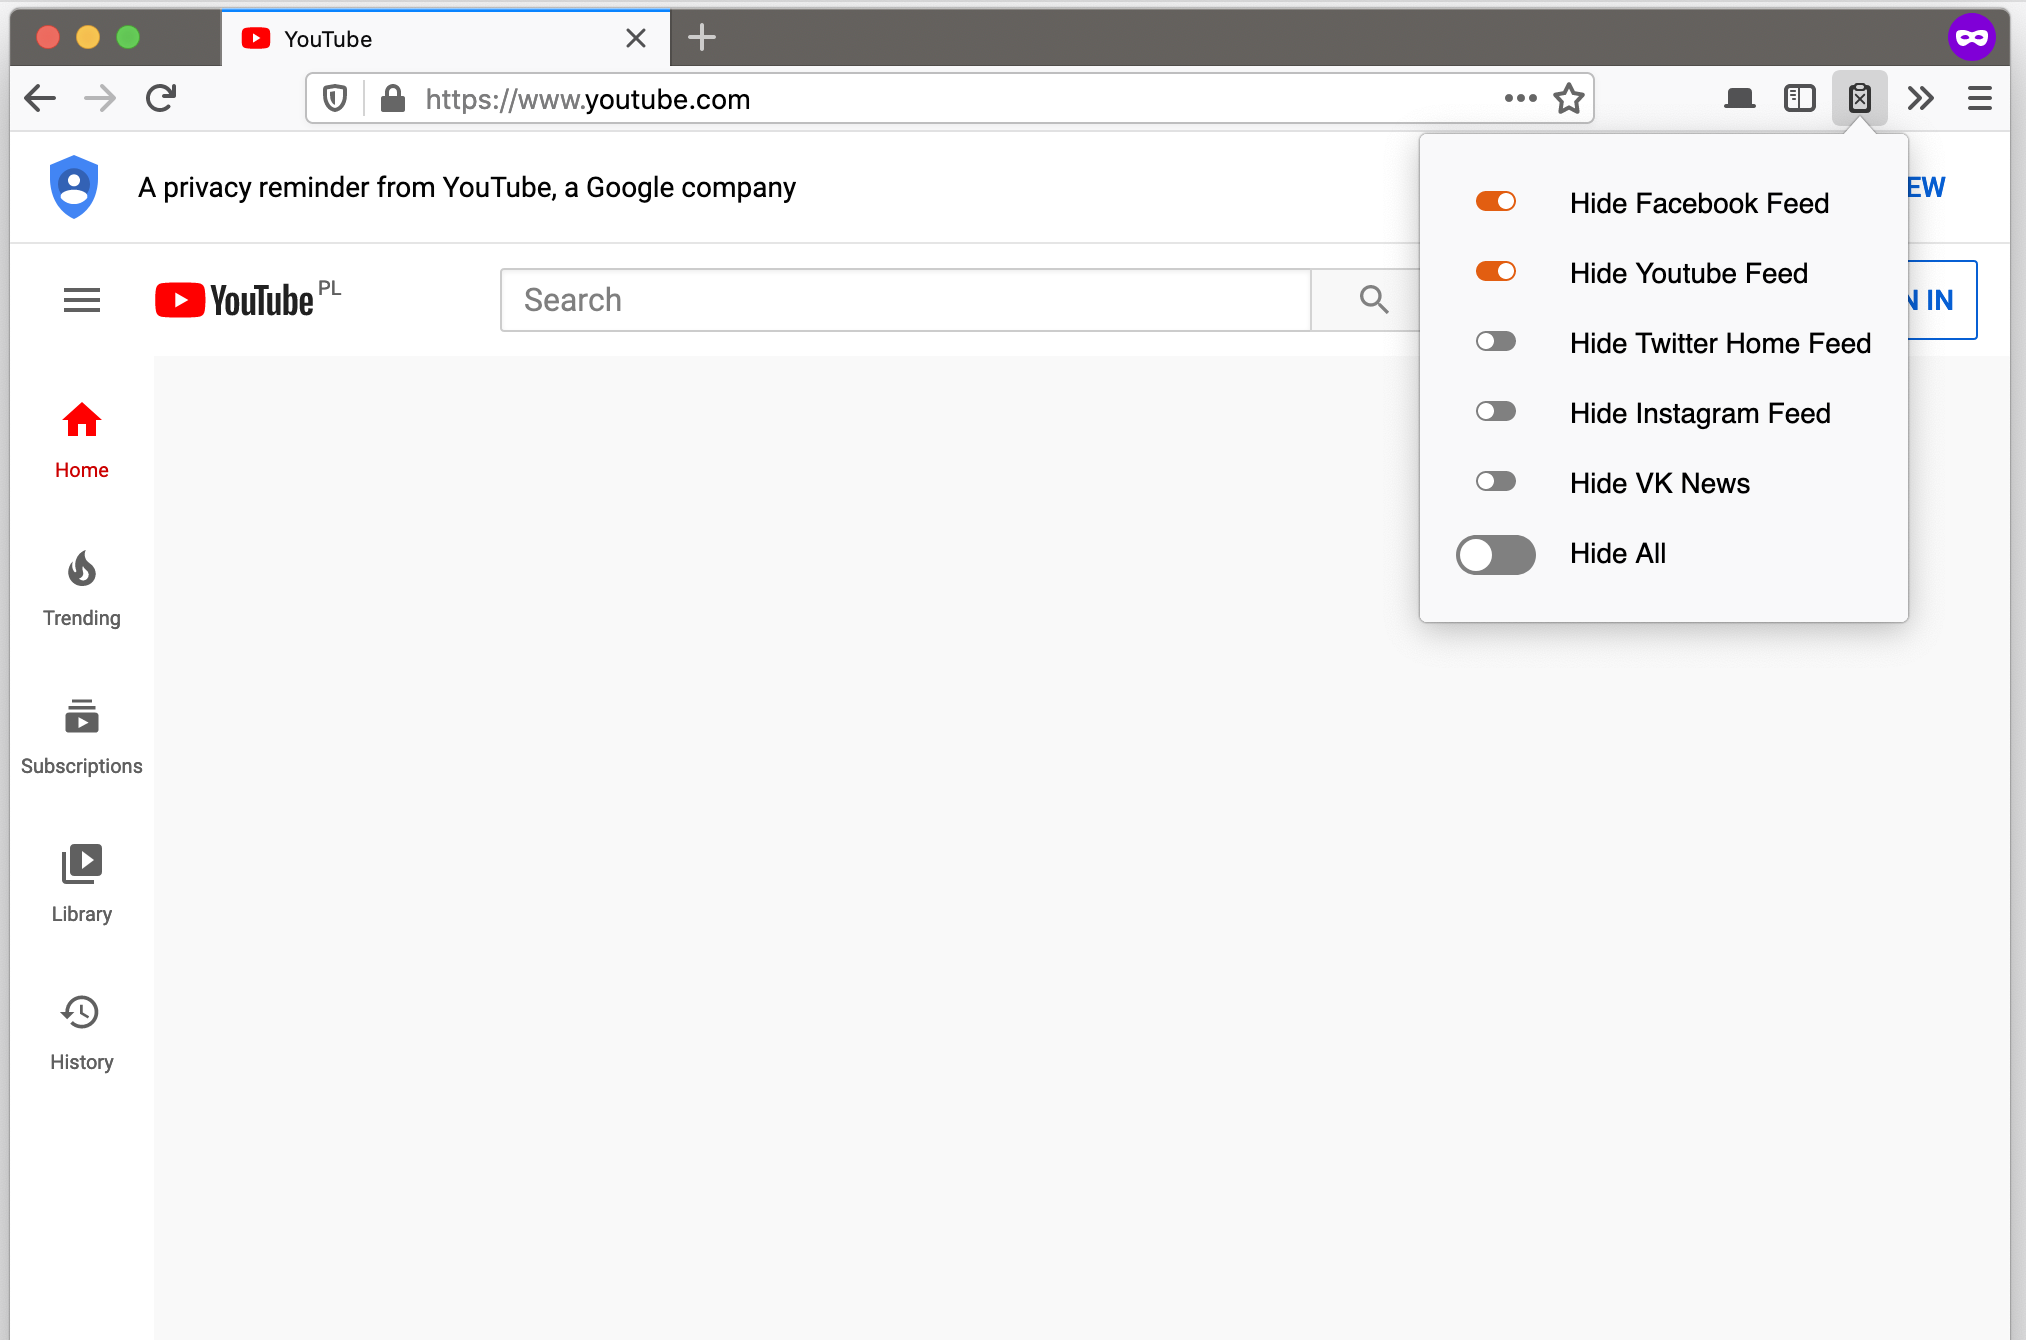 YouTube
https://www.youtube.com
A privacy reminder from YouTube, a Google company
EW
YouTube PL
Search
N IN
Hide Facebook Feed
Hide Youtube Feed
Hide Twitter Home Feed
Hide Instagram Feed
Hide VK News
Hide All
Home
Trending
Subscriptions
Library
History